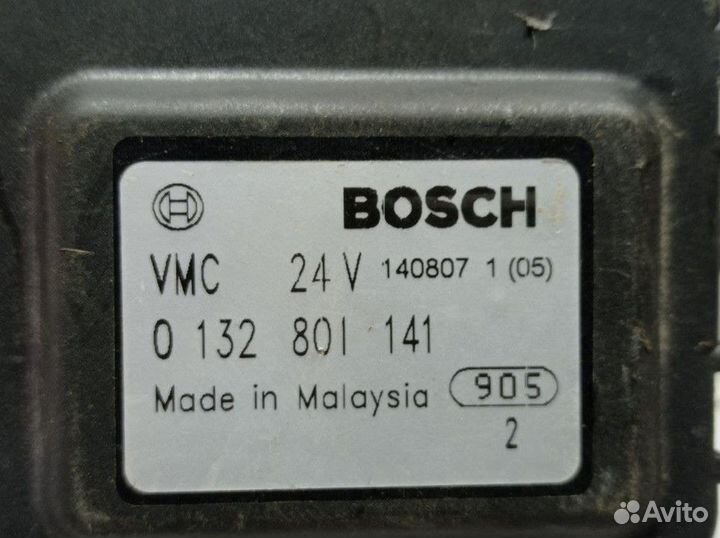 BOSCH
VMC 24 V 140807 1 (05)
0 132 801 141
Made in Malaysia 905
2
Avito